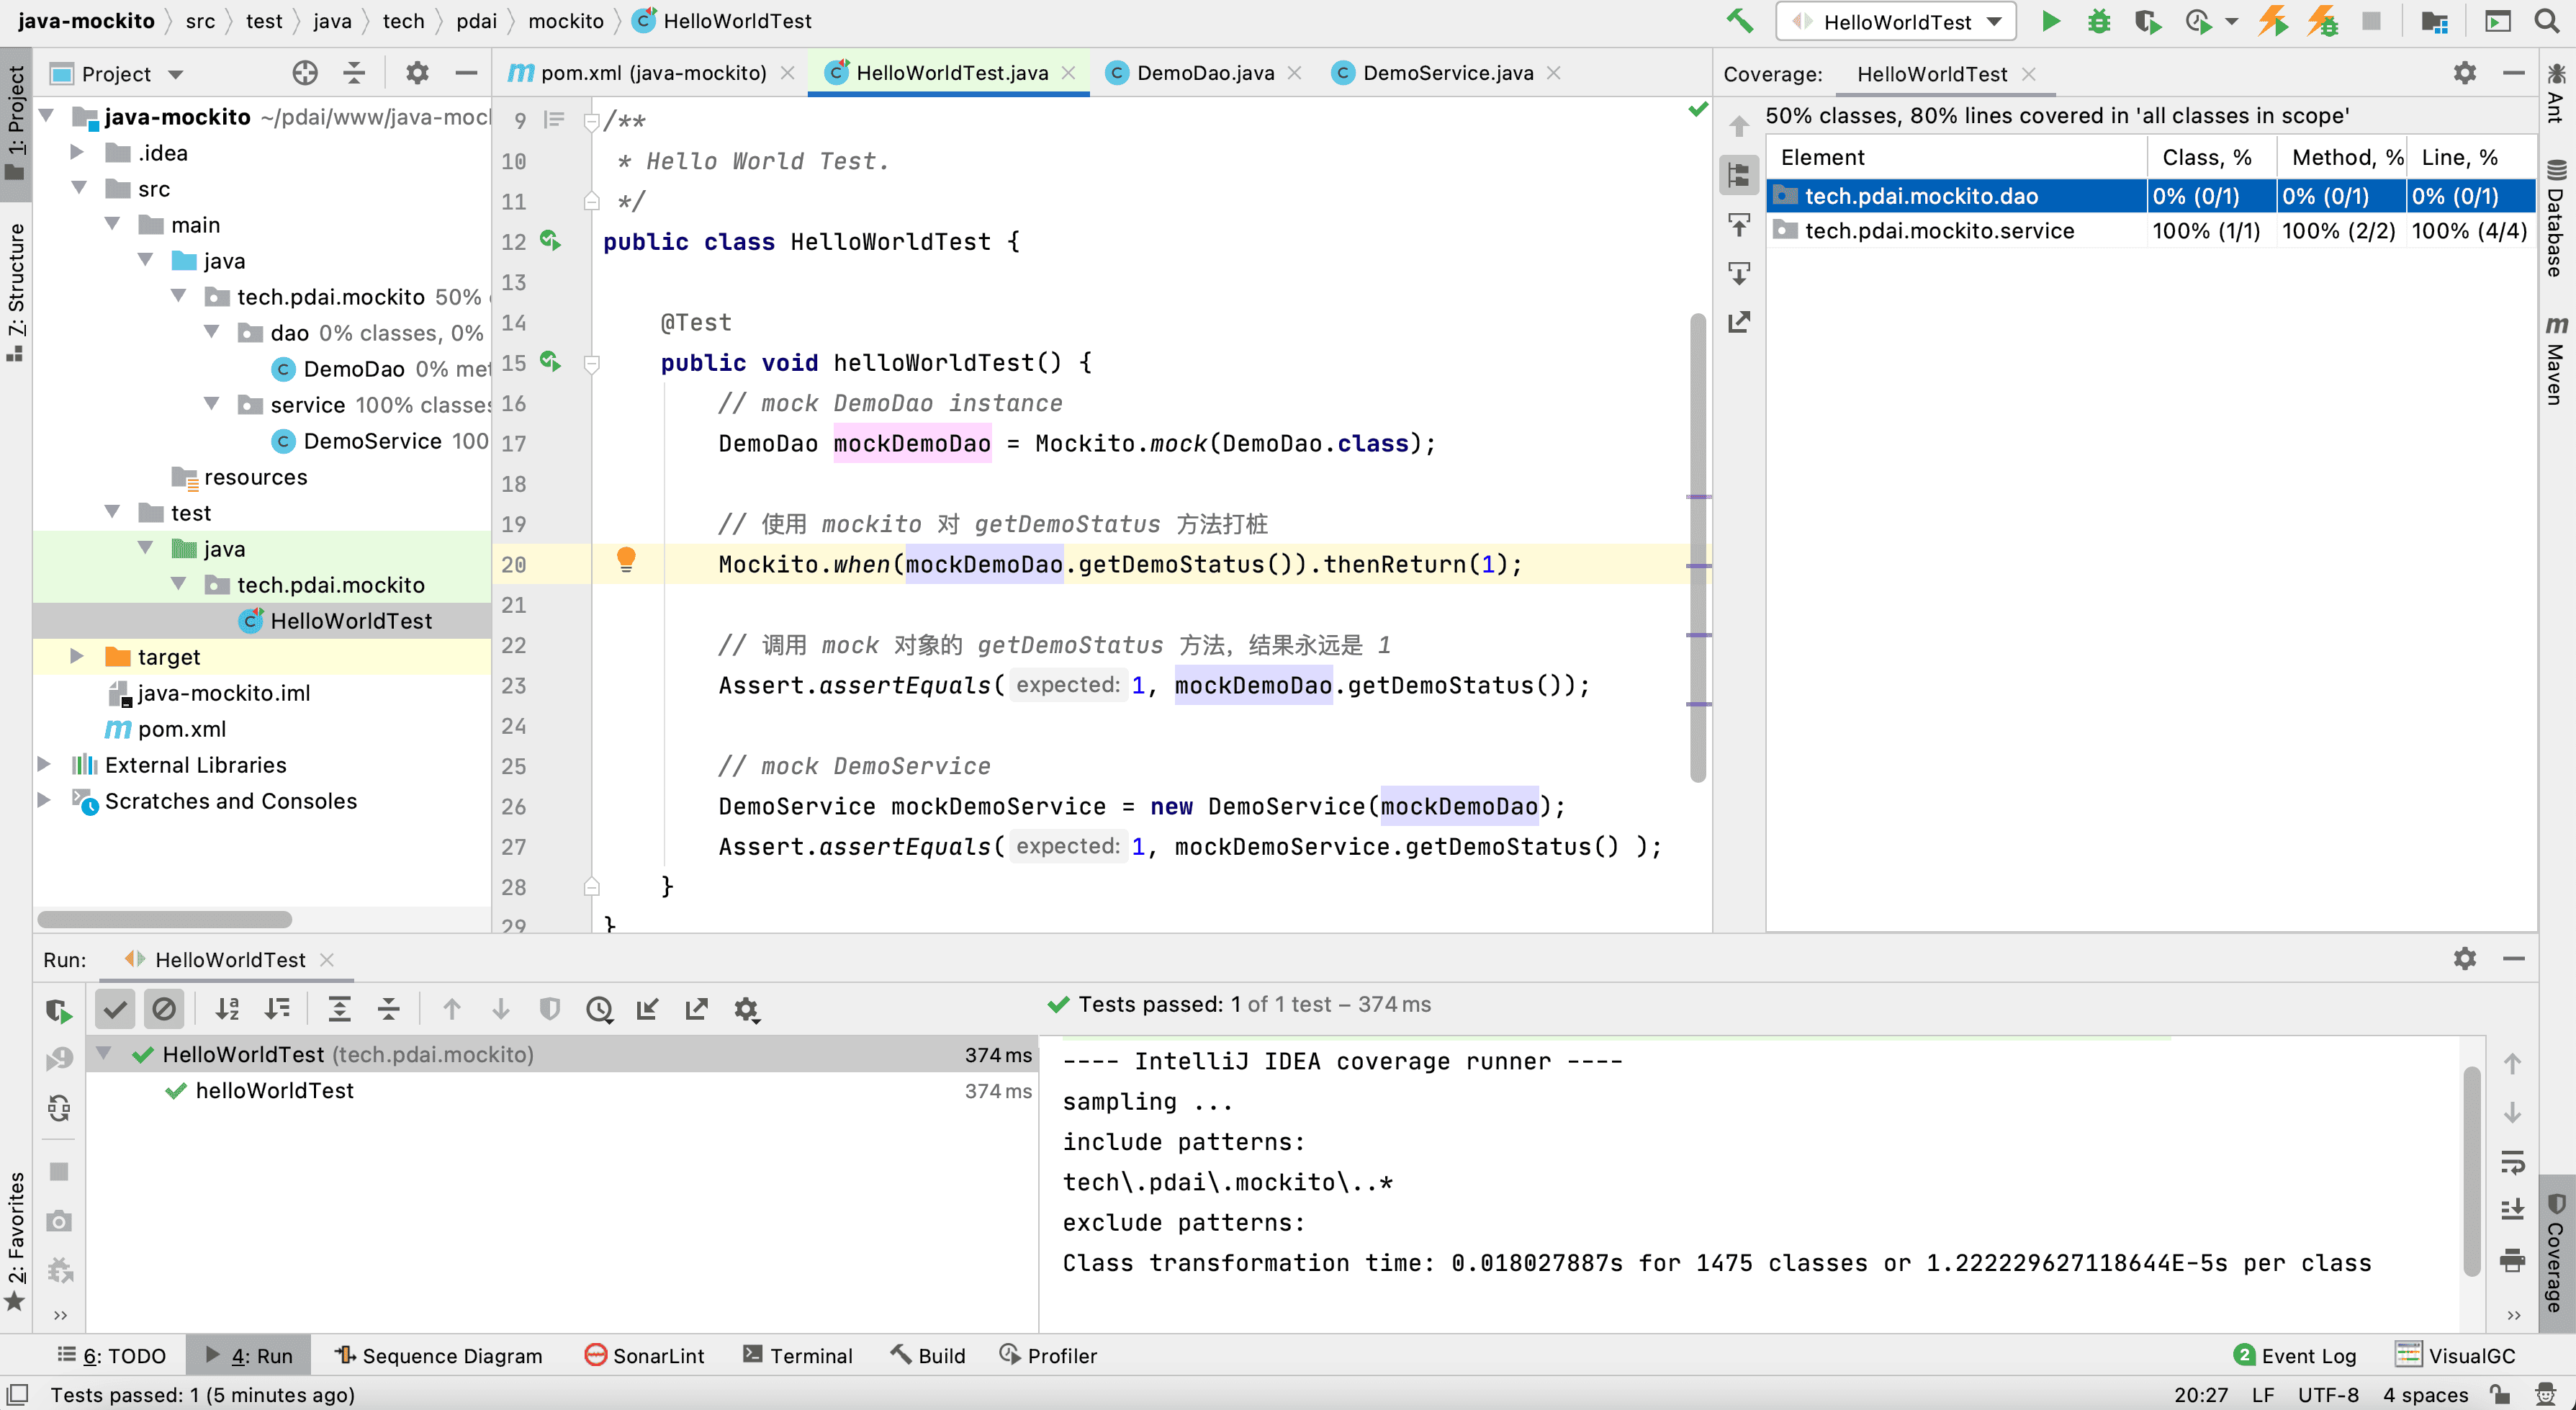 java-mockito src test java tech pdai mockito HelloWorldTest
HelloWorldTest
1: Project
7: Structure
2: Favorites
Project
java-mockito ~/pdai/www/java-mocl
.idea
src
main
java
tech.pdai.mockito 50%
dao 0% classes, 0%
DemoDao 0% met
service 100% classes
DemoService 100
resources
test
java
tech.pdai.mockito
HelloWorldTest
target
java-mockito.iml
pom.xml
External Libraries
Scratches and Consoles
pom.xml (java-mockito) HelloWorldTest.java DemoDao.java DemoService.java
9 /**
10 * Hello World Test.
11 */
12 public class HelloWorldTest {
13
14 @Test
15 public void helloWorldTest() {
16 // mock DemoDao instance
17 DemoDao mockDemoDao = Mockito.mock(DemoDao.class);
18
19 // 使用 mockito 对 getDemoStatus 方法打桩
20 Mockito.when(mockDemoDao.getDemoStatus()).thenReturn(1);
21
22 // 调用 mock 对象的 getDemoStatus 方法，结果永远是 1
23 Assert.assertEquals( expected: 1, mockDemoDao.getDemoStatus());
24
25 // mock DemoService
26 DemoService mockDemoService = new DemoService(mockDemoDao);
27 Assert.assertEquals( expected: 1, mockDemoService.getDemoStatus() );
28 }
29 }
Coverage: HelloWorldTest
50% classes, 80% lines covered in 'all classes in scope'
Element Class, % Method, % Line, %
tech.pdai.mockito.dao 0% (0/1) 0% (0/1) 0% (0/1)
tech.pdai.mockito.service 100% (1/1) 100% (2/2) 100% (4/4)
Ant
Database
Maven
Coverage
Run: HelloWorldTest
Tests passed: 1 of 1 test – 374 ms
HelloWorldTest (tech.pdai.mockito) 374 ms
helloWorldTest 374 ms
---- IntelliJ IDEA coverage runner ----
sampling ...
include patterns:
tech\.pdai\.mockito\..*
exclude patterns:
Class transformation time: 0.018027887s for 1475 classes or 1.222229627118644E-5s per class
6: TODO 4: Run Sequence Diagram SonarLint Terminal Build Profiler 2 Event Log VisualGC
Tests passed: 1 (5 minutes ago) 20:27 LF UTF-8 4 spaces